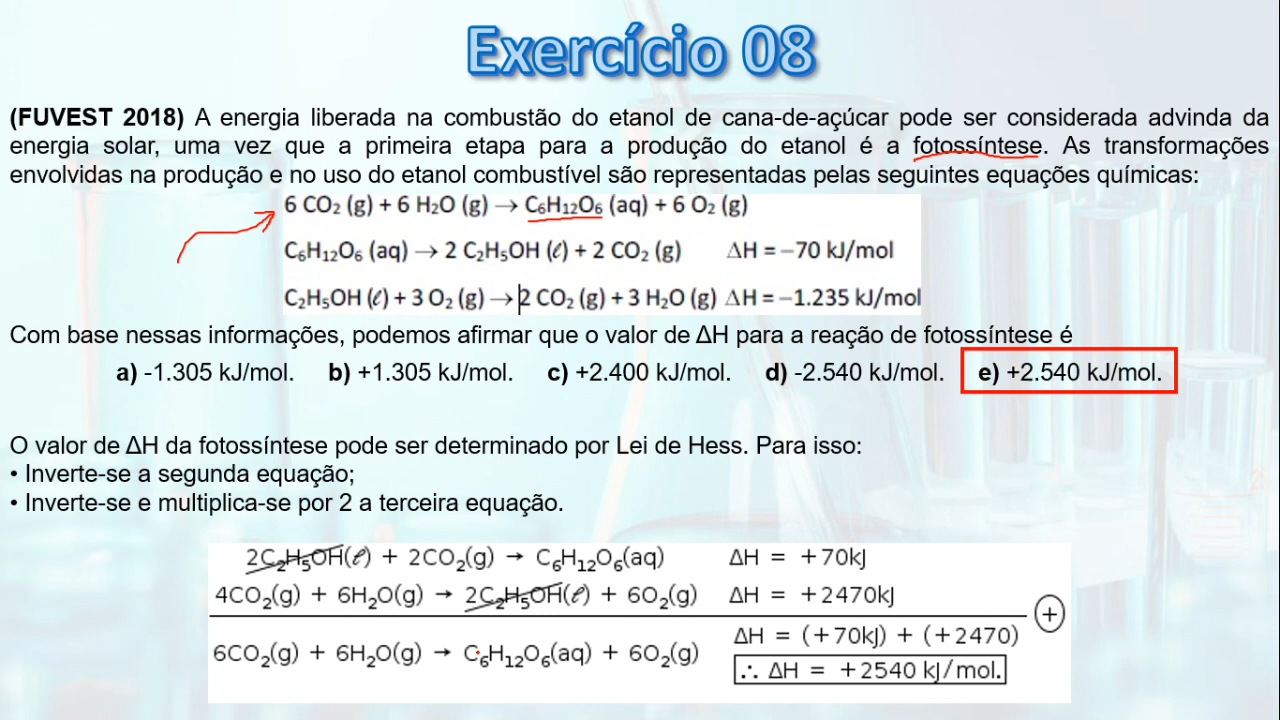 Exercício 08
(FUVEST 2018) A energia liberada na combustão do etanol de cana-de-açúcar pode ser considerada advinda da
energia solar, uma vez que a primeira etapa para a produção do etanol é a fotossíntese. As transformações
envolvidas na produção e no uso do etanol combustível são representadas pelas seguintes equações químicas:
6 CO₂ (g) + 6 H₂O (g) → C₆H₁₂O₆ (aq) + 6 O₂ (g)
C₆H₁₂O₆ (aq) → 2 C₂H₅OH (ℓ) + 2 CO₂ (g) ΔH = −70 kJ/mol
C₂H₅OH (ℓ) + 3 O₂ (g) → 2 CO₂ (g) + 3 H₂O (g) ΔH = −1.235 kJ/mol
Com base nessas informações, podemos afirmar que o valor de ΔH para a reação de fotossíntese é
a) -1.305 kJ/mol. b) +1.305 kJ/mol. c) +2.400 kJ/mol. d) -2.540 kJ/mol. e) +2.540 kJ/mol.
O valor de ΔH da fotossíntese pode ser determinado por Lei de Hess. Para isso:
• Inverte-se a segunda equação;
• Inverte-se e multiplica-se por 2 a terceira equação.
2C₂H₅OH(ℓ) + 2CO₂(g) → C₆H₁₂O₆(aq) ΔH = +70kJ
4CO₂(g) + 6H₂O(g) → 2C₂H₅OH(ℓ) + 6O₂(g) ΔH = +2470kJ
+
6CO₂(g) + 6H₂O(g) → C₆H₁₂O₆(aq) + 6O₂(g) ΔH = (+70kJ) + (+2470)
∴ ΔH = +2540 kJ/mol.